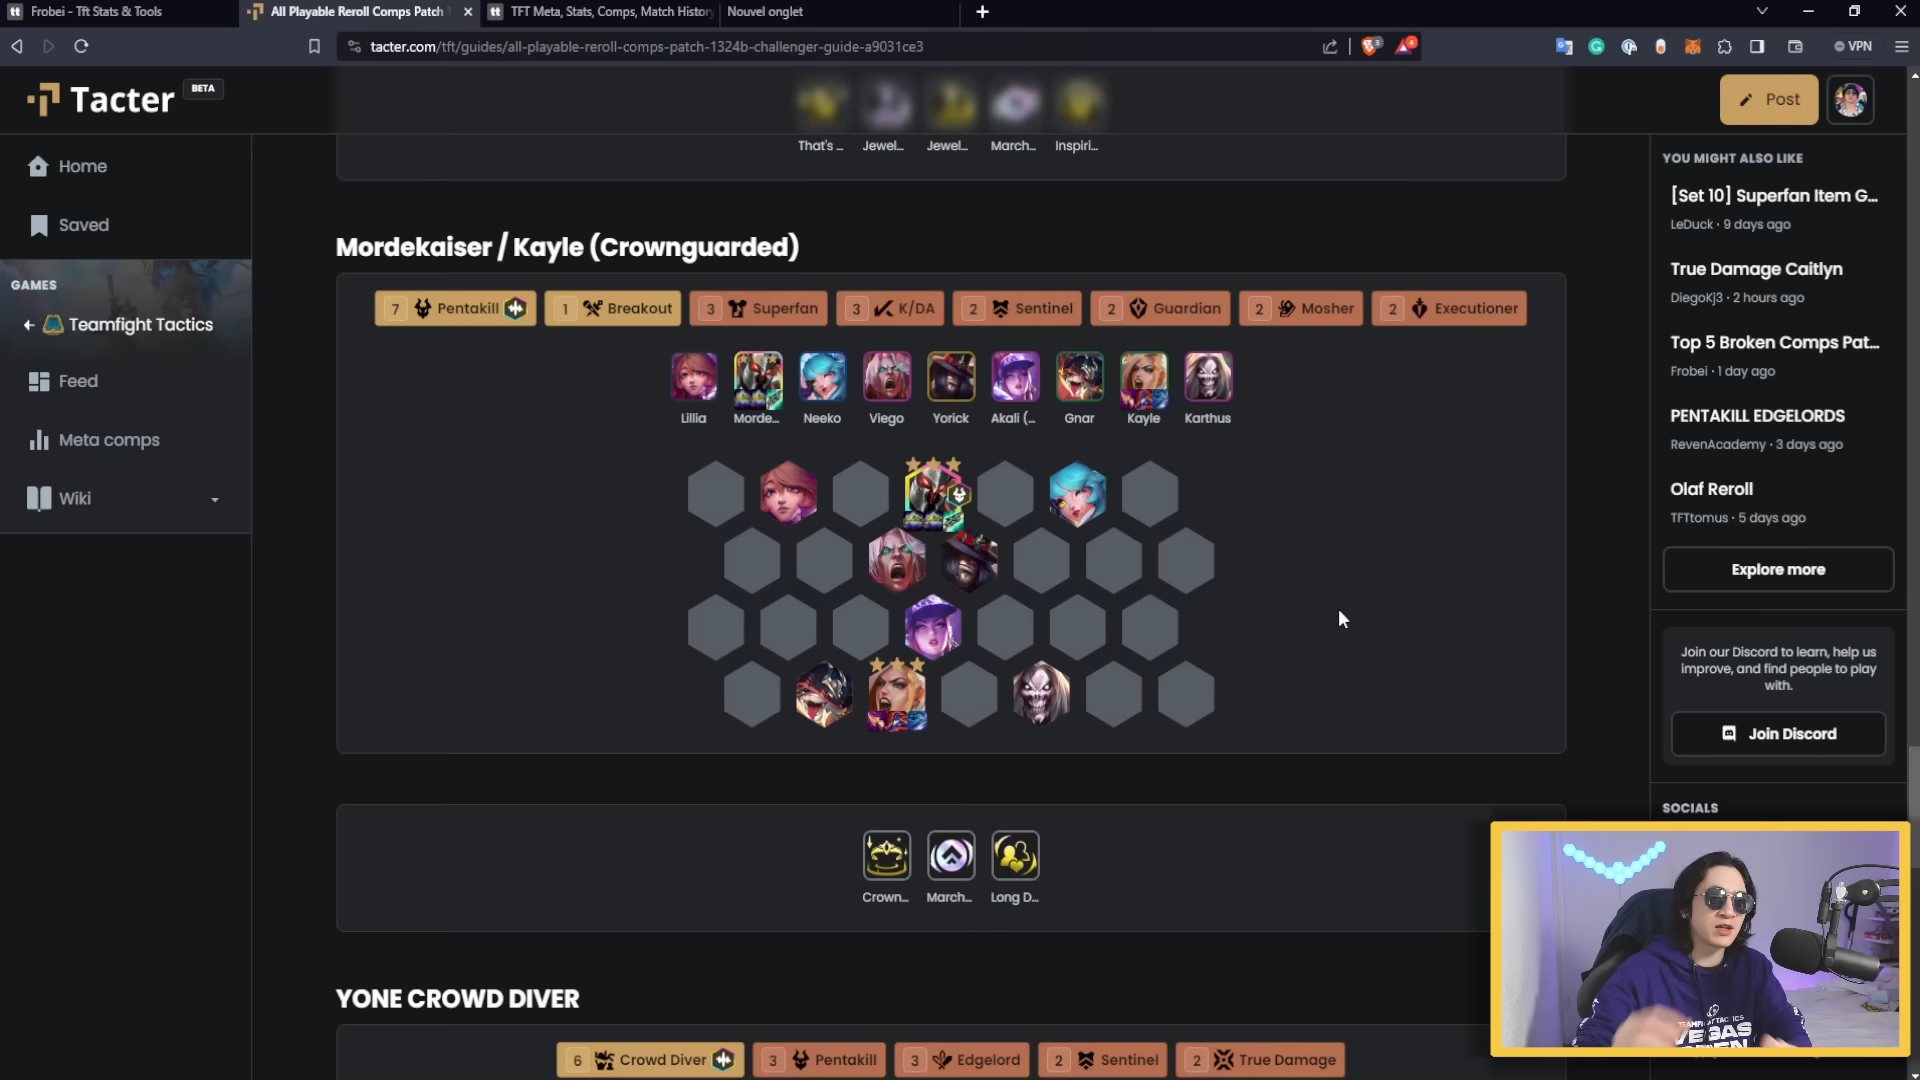 Frobei - Tft Stats & Tools
All Playable Reroll Comps Patch
TFT Meta, Stats, Comps, Match History
Nouvel onglet
tacter.com/tft/guides/all-playable-reroll-comps-patch-1324b-challenger-guide-a9031ce3
VPN
Tacter
BETA
Post
Home
Saved
GAMES
Teamfight Tactics
Feed
Meta comps
Wiki
That's ...
Jewel...
Jewel...
March...
Inspiri...
Mordekaiser / Kayle (Crownguarded)
7 Pentakill
1 Breakout
3 Superfan
3 K/DA
2 Sentinel
2 Guardian
2 Mosher
2 Executioner
Lillia
Morde...
Neeko
Viego
Yorick
Akali (...
Gnar
Kayle
Karthus
Crown...
March...
Long D...
YONE CROWD DIVER
6 Crowd Diver
3 Pentakill
3 Edgelord
2 Sentinel
2 True Damage
YOU MIGHT ALSO LIKE
[Set 10] Superfan Item G...
LeDuck · 9 days ago
True Damage Caitlyn
DiegoKj3 · 2 hours ago
Top 5 Broken Comps Pat...
Frobei · 1 day ago
PENTAKILL EDGELORDS
RevenAcademy · 3 days ago
Olaf Reroll
TFTtomus · 5 days ago
Explore more
Join our Discord to learn, help us
improve, and find people to play
with.
Join Discord
SOCIALS